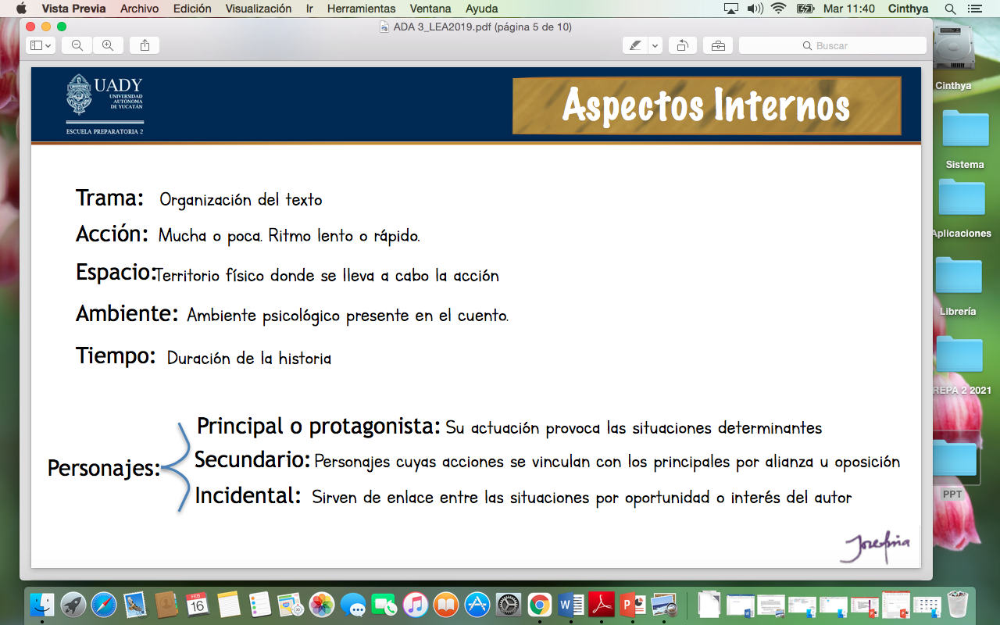 Vista Previa Archivo Edición Visualización Ir Herramientas Ventana Ayuda Mar 11:40 Cinthya
ADA 3_LEA2019.pdf (página 5 de 10)
Buscar
UADY
UNIVERSIDAD
AUTÓNOMA
DE YUCATÁN
ESCUELA PREPARATORIA 2
Aspectos Internos
Trama: Organización del texto
Acción: Mucha o poca. Ritmo lento o rápido.
Espacio: Territorio físico donde se lleva a cabo la acción
Ambiente: Ambiente psicológico presente en el cuento.
Tiempo: Duración de la historia
Personajes:
Principal o protagonista: Su actuación provoca las situaciones determinantes
Secundario: Personajes cuyas acciones se vinculan con los principales por alianza u oposición
Incidental: Sirven de enlace entre las situaciones por oportunidad o interés del autor
Josefina
Cinthya
Sistema
Aplicaciones
Librería
REPA 2 2021
PPT
FEB
16